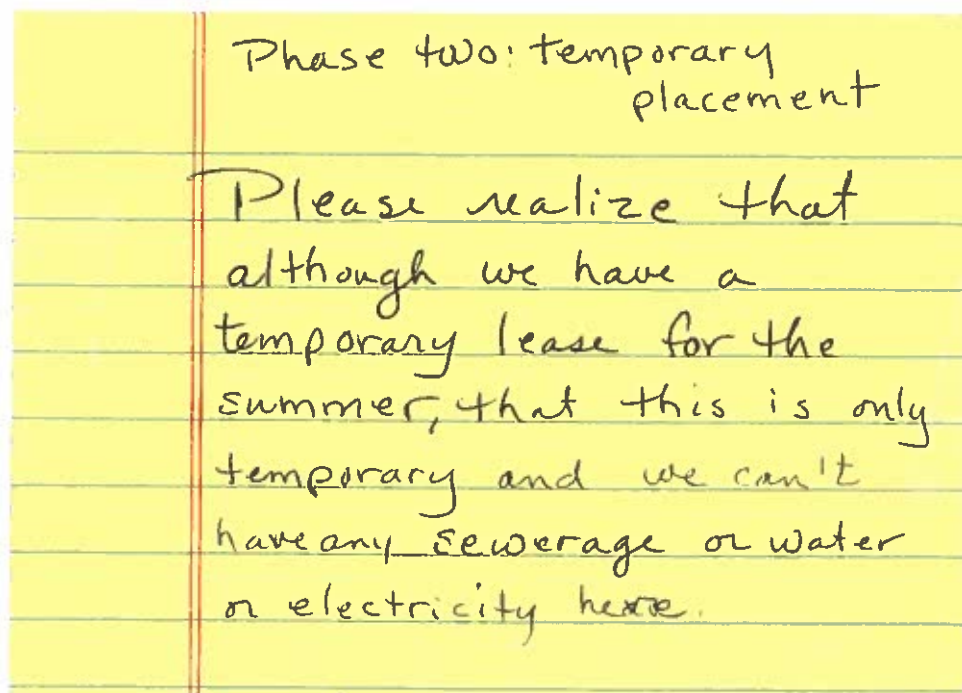 Phase two: temporary
placement
Please realize that
although we have a
temporary lease for the
summer, that this is only
temporary and we can't
have any sewerage or water
or electricity here.